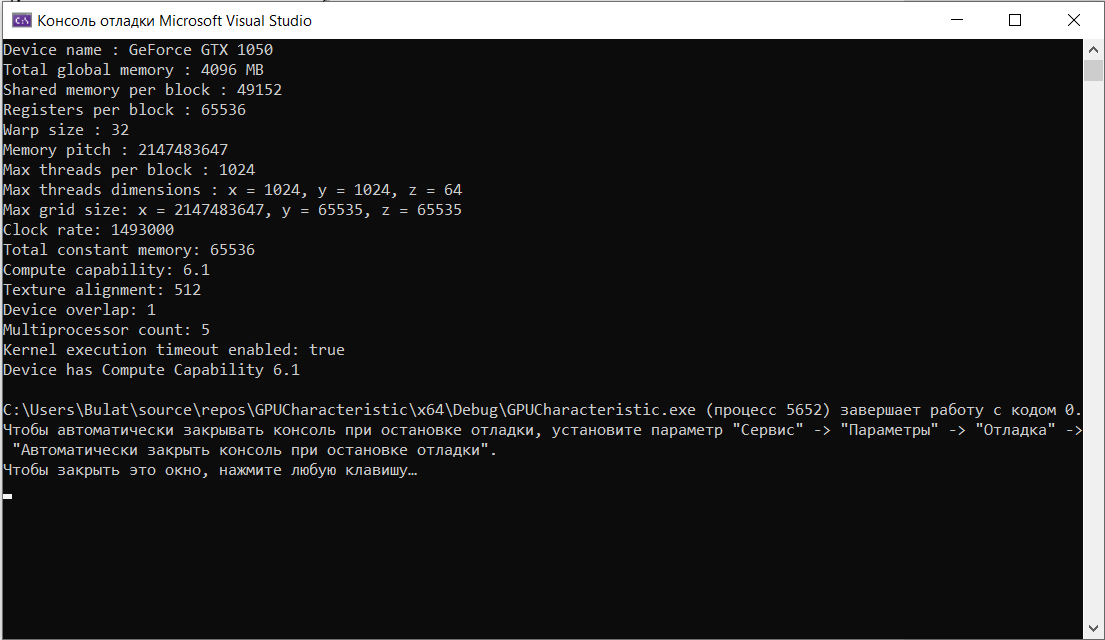 Консоль отладки Microsoft Visual Studio
Device name : GeForce GTX 1050
Total global memory : 4096 MB
Shared memory per block : 49152
Registers per block : 65536
Warp size : 32
Memory pitch : 2147483647
Max threads per block : 1024
Max threads dimensions : x = 1024, y = 1024, z = 64
Max grid size: x = 2147483647, y = 65535, z = 65535
Clock rate: 1493000
Total constant memory: 65536
Compute capability: 6.1
Texture alignment: 512
Device overlap: 1
Multiprocessor count: 5
Kernel execution timeout enabled: true
Device has Compute Capability 6.1
C:\Users\Bulat\source\repos\GPUCharacteristic\x64\Debug\GPUCharacteristic.exe (процесс 5652) завершает работу с кодом 0.
Чтобы автоматически закрывать консоль при остановке отладки, установите параметр "Сервис" -> "Параметры" -> "Отладка" ->
"Автоматически закрыть консоль при остановке отладки".
Чтобы закрыть это окно, нажмите любую клавишу…